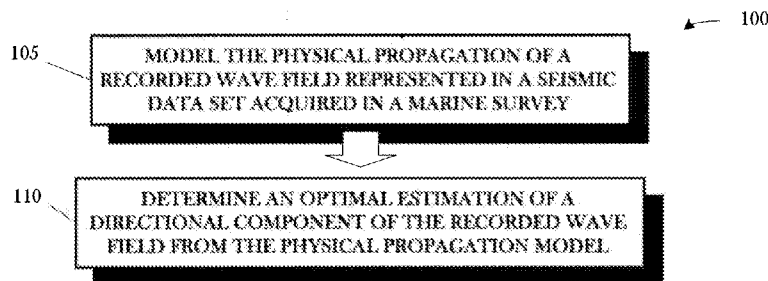 100
105
MODEL THE PHYSICAL PROPAGATION OF A
RECORDED WAVE FIELD REPRESENTED IN A SEISMIC
DATA SET ACQUIRED IN A MARINE SURVEY
110
DETERMINE AN OPTIMAL ESTIMATION OF A
DIRECTIONAL COMPONENT OF THE RECORDED WAVE
FIELD FROM THE PHYSICAL PROPAGATION MODEL